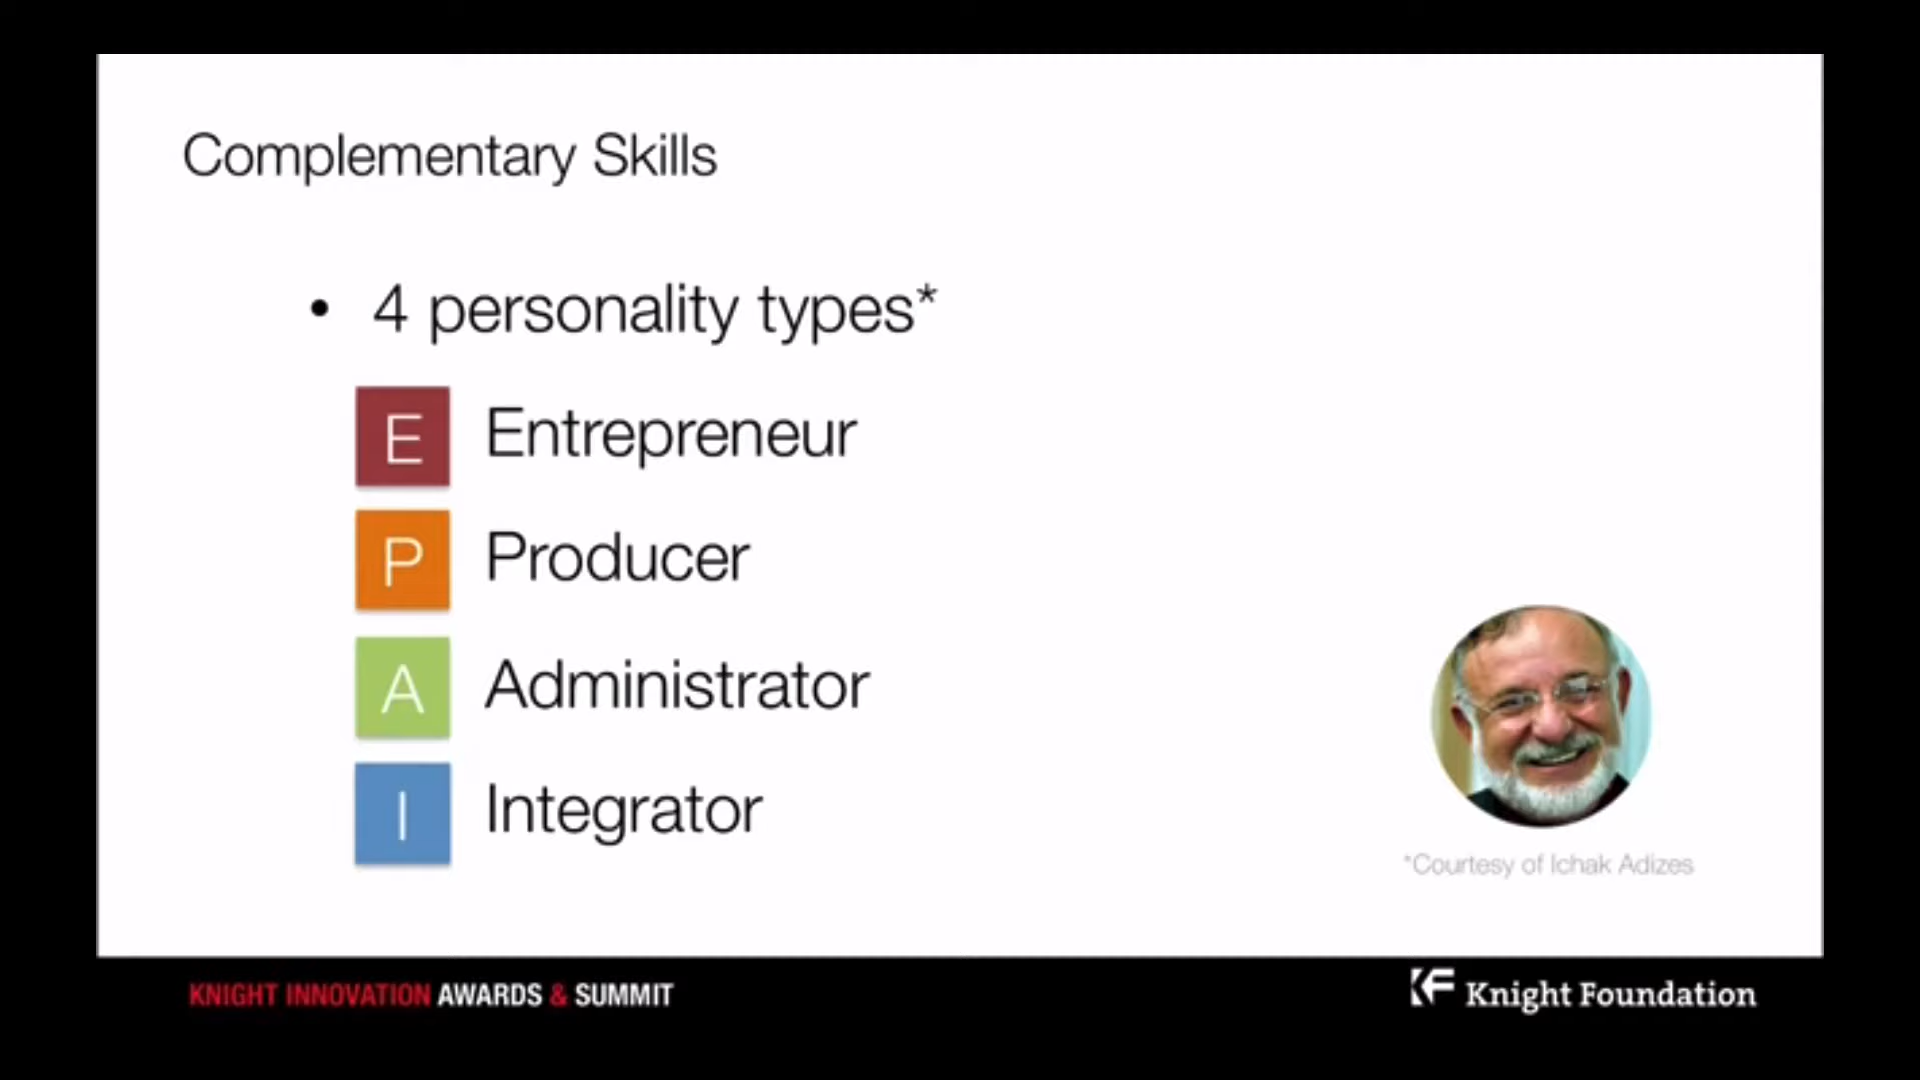 Complementary Skills
• 4 personality types*
E Entrepreneur
P Producer
A Administrator
I Integrator
*Courtesy of Ichak Adizes
KNIGHT INNOVATION AWARDS & SUMMIT
KF Knight Foundation